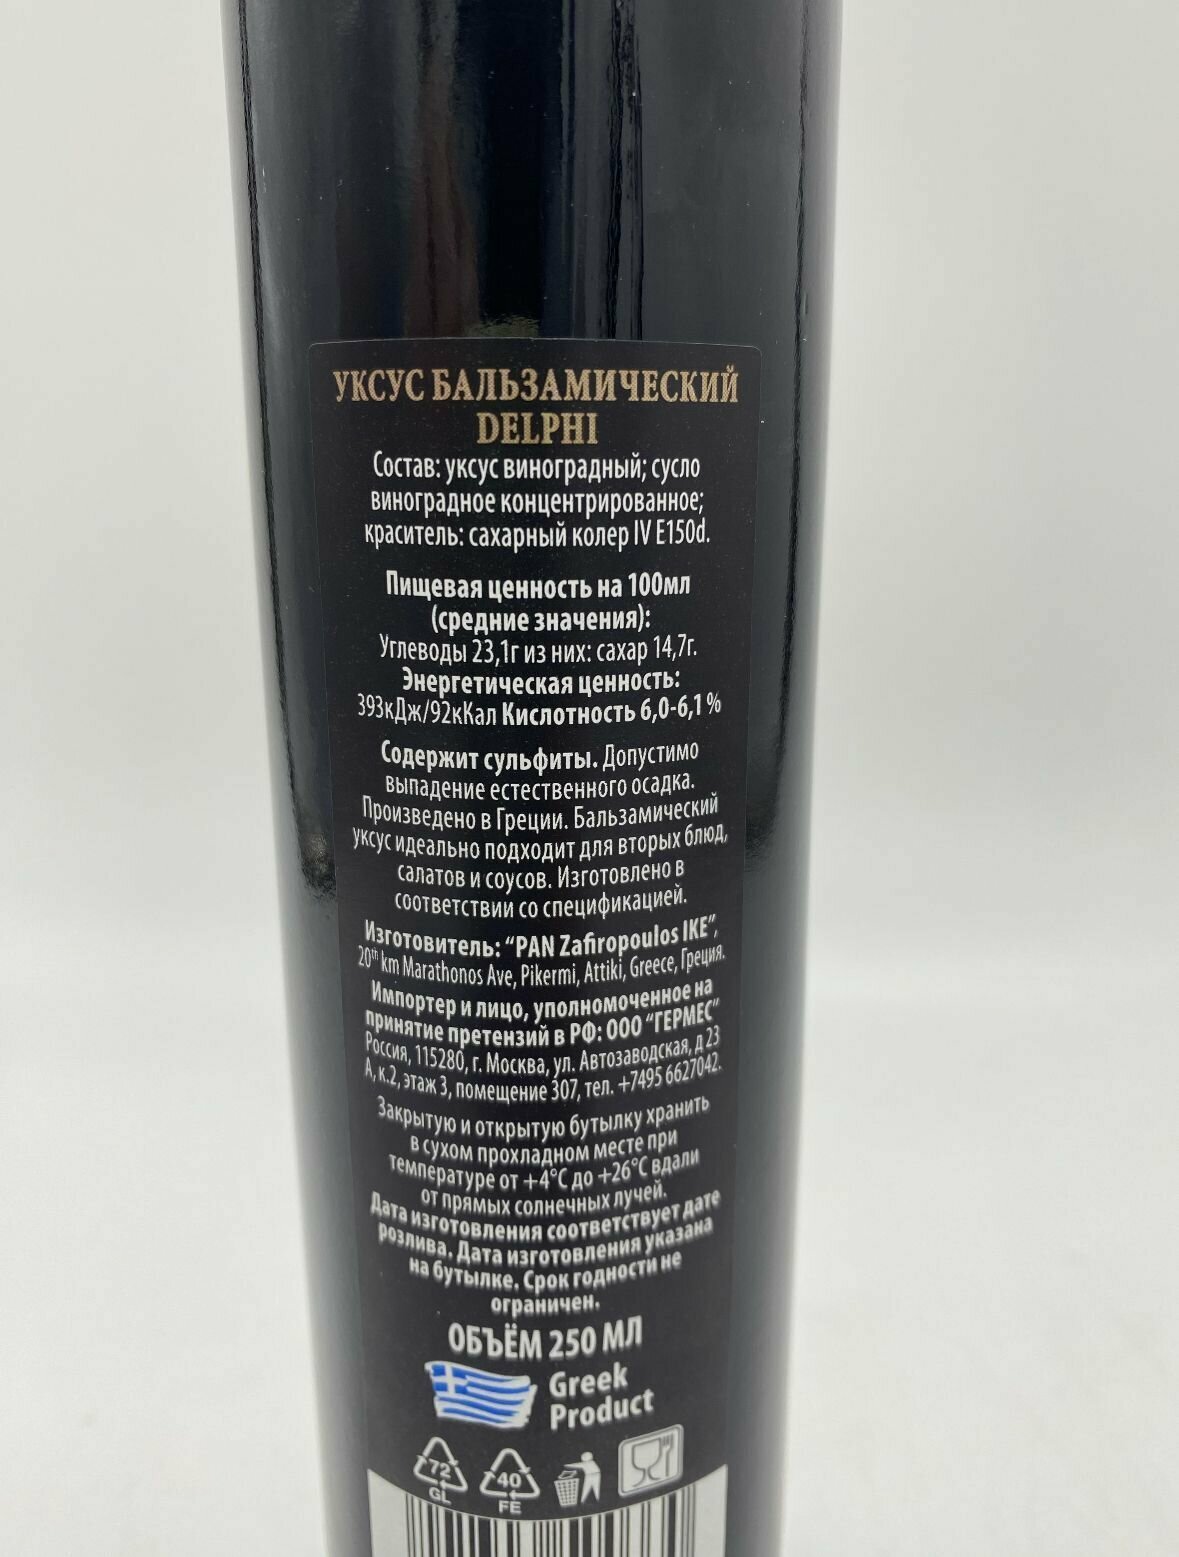 УКСУС БАЛЬЗАМИЧЕСКИЙ
DELPHI
Состав: уксус виноградный; сусло
виноградное концентрированное;
краситель: сахарный колер IV E150d.
Пищевая ценность на 100мл
(средние значения):
Углеводы 23,1г из них: сахар 14,7г.
Энергетическая ценность:
393кДж/92кКал Кислотность 6,0-6,1 %
Содержит сульфиты. Допустимо
выпадение естественного осадка.
Произведено в Греции. Бальзамический
уксус идеально подходит для вторых блюд,
салатов и соусов. Изготовлено в
соответствии со спецификацией.
Изготовитель: “PAN Zafiropoulos IKE”,
20th km Marathonos Ave, Pikermi, Attiki, Greece, Греция.
Импортер и лицо, уполномоченное на
принятие претензий в РФ: ООО “ГЕРМЕС”
Россия, 115280, г. Москва, ул. Автозаводская, д 23
А, к.2, этаж 3, помещение 307, тел. +7495 6627042.
Закрытую и открытую бутылку хранить
в сухом прохладном месте при
температуре от +4°C до +26°C вдали
от прямых солнечных лучей.
Дата изготовления соответствует дате
розлива. Дата изготовления указана
на бутылке. Срок годности не
ограничен.
ОБЪЁМ 250 МЛ
Greek
Product
72
GL
40
FE